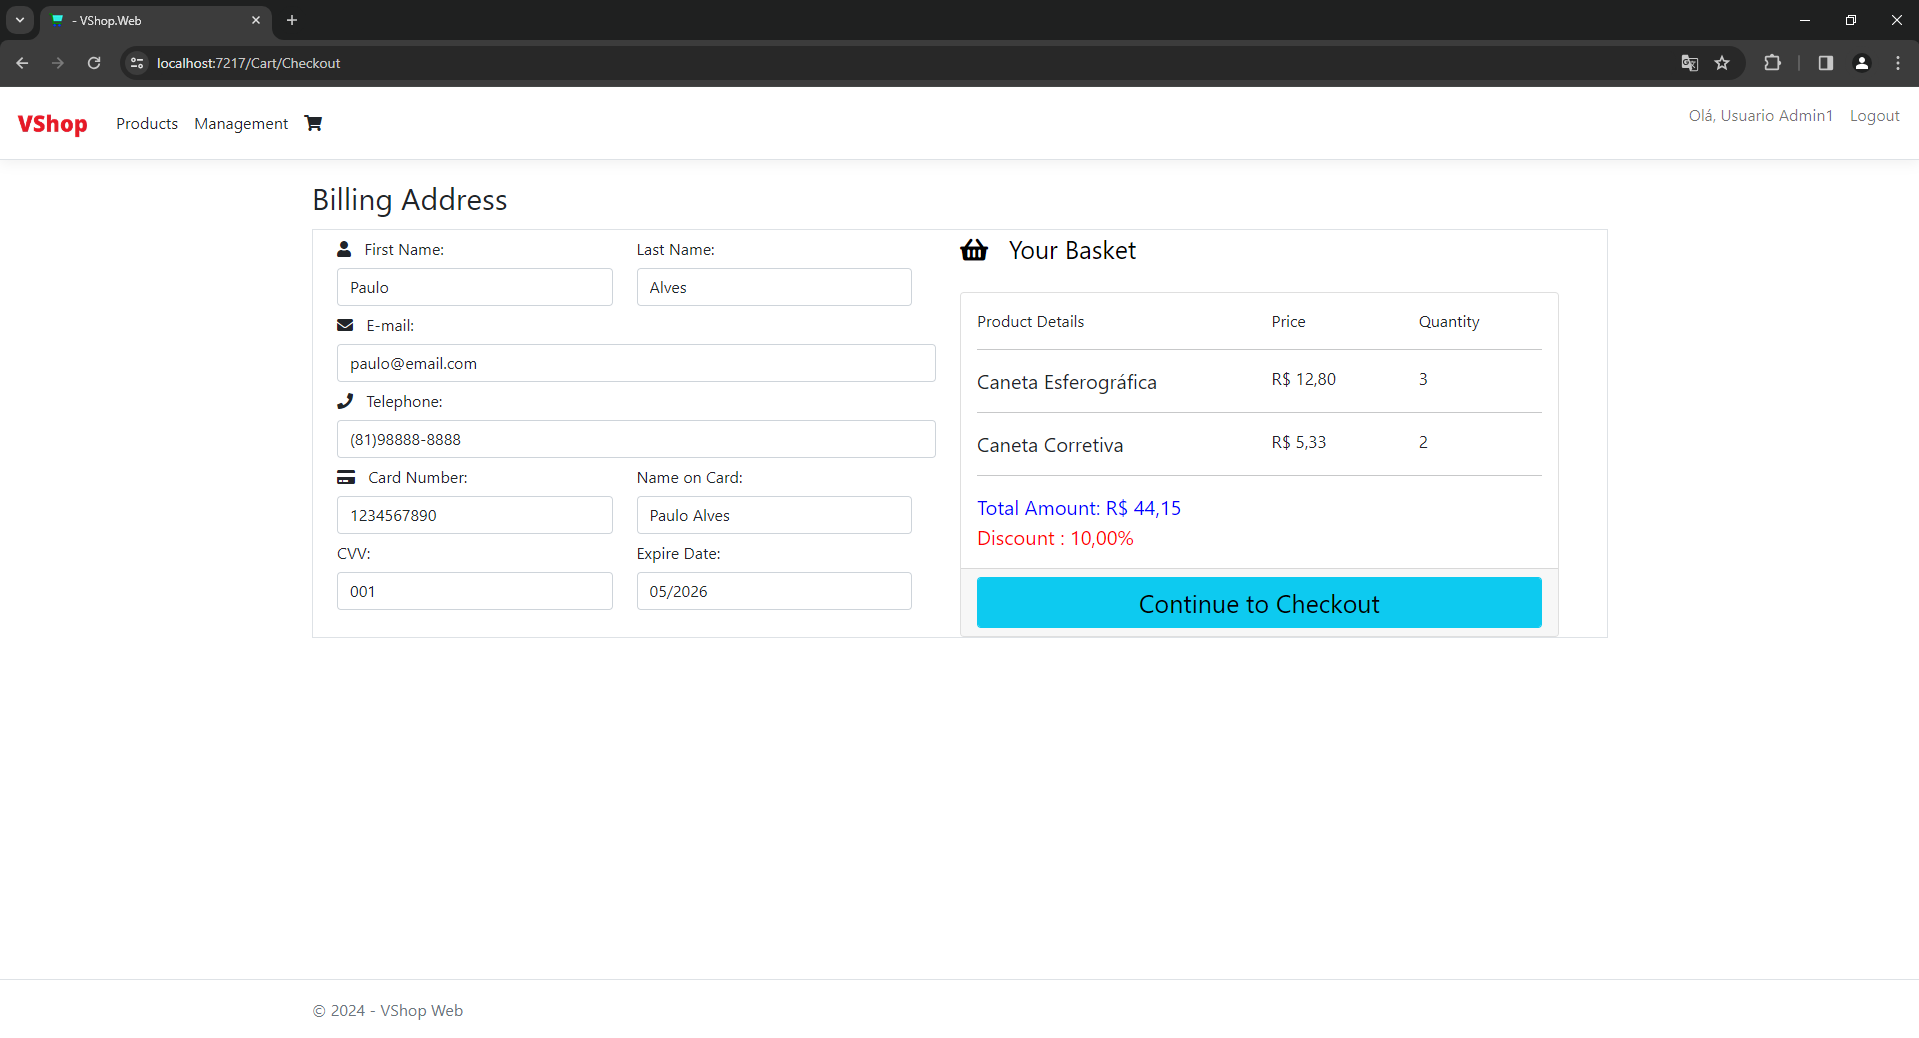 - VShop.Web
localhost:7217/Cart/Checkout
VShop Products Management
Olá, Usuario Admin1 Logout
Billing Address
First Name: Last Name:
Paulo Alves
E-mail:
paulo@email.com
Telephone:
(81)98888-8888
Card Number: Name on Card:
1234567890 Paulo Alves
CVV: Expire Date:
001 05/2026
Your Basket
Product Details Price Quantity
Caneta Esferográfica R$ 12,80 3
Caneta Corretiva R$ 5,33 2
Total Amount: R$ 44,15
Discount : 10,00%
Continue to Checkout
© 2024 - VShop Web